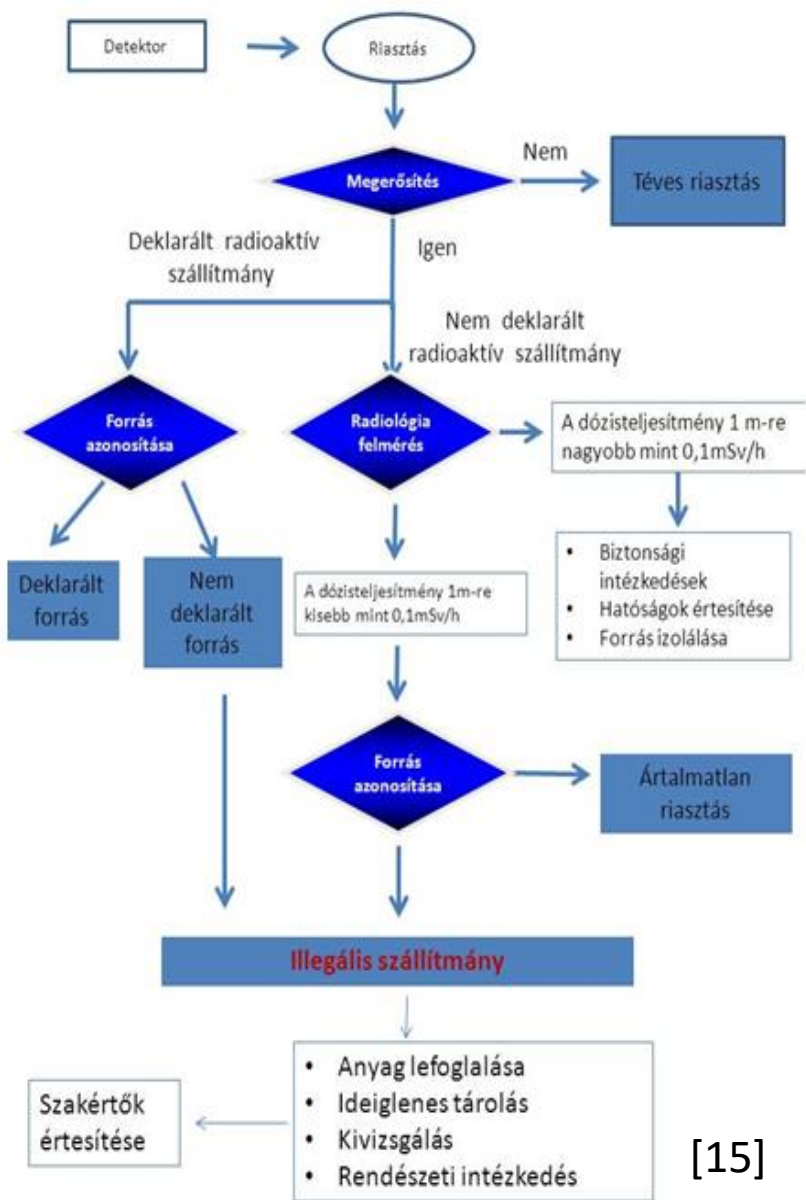 Detektor
Riasztás
Megerősítés
Nem
Téves riasztás
Deklarált radioaktív
szállítmány
Igen
Nem deklarált
radioaktív szállítmány
Forrás
azonosítása
Radiológia
felmérés
A dózisteljesítmény 1 m-re
nagyobb mint 0,1mSv/h
Deklarált
forrás
Nem
deklarált
forrás
A dózisteljesítmény 1m-re
kisebb mint 0,1mSv/h
• Biztonsági
intézkedések
• Hatóságok értesítése
• Forrás izolálása
Forrás
azonosítása
Ártalmatlan
riasztás
Illegális szállítmány
• Anyag lefoglalása
• Ideiglenes tárolás
• Kivizsgálás
• Rendészeti intézkedés
Szakértők
értesítése
[15]